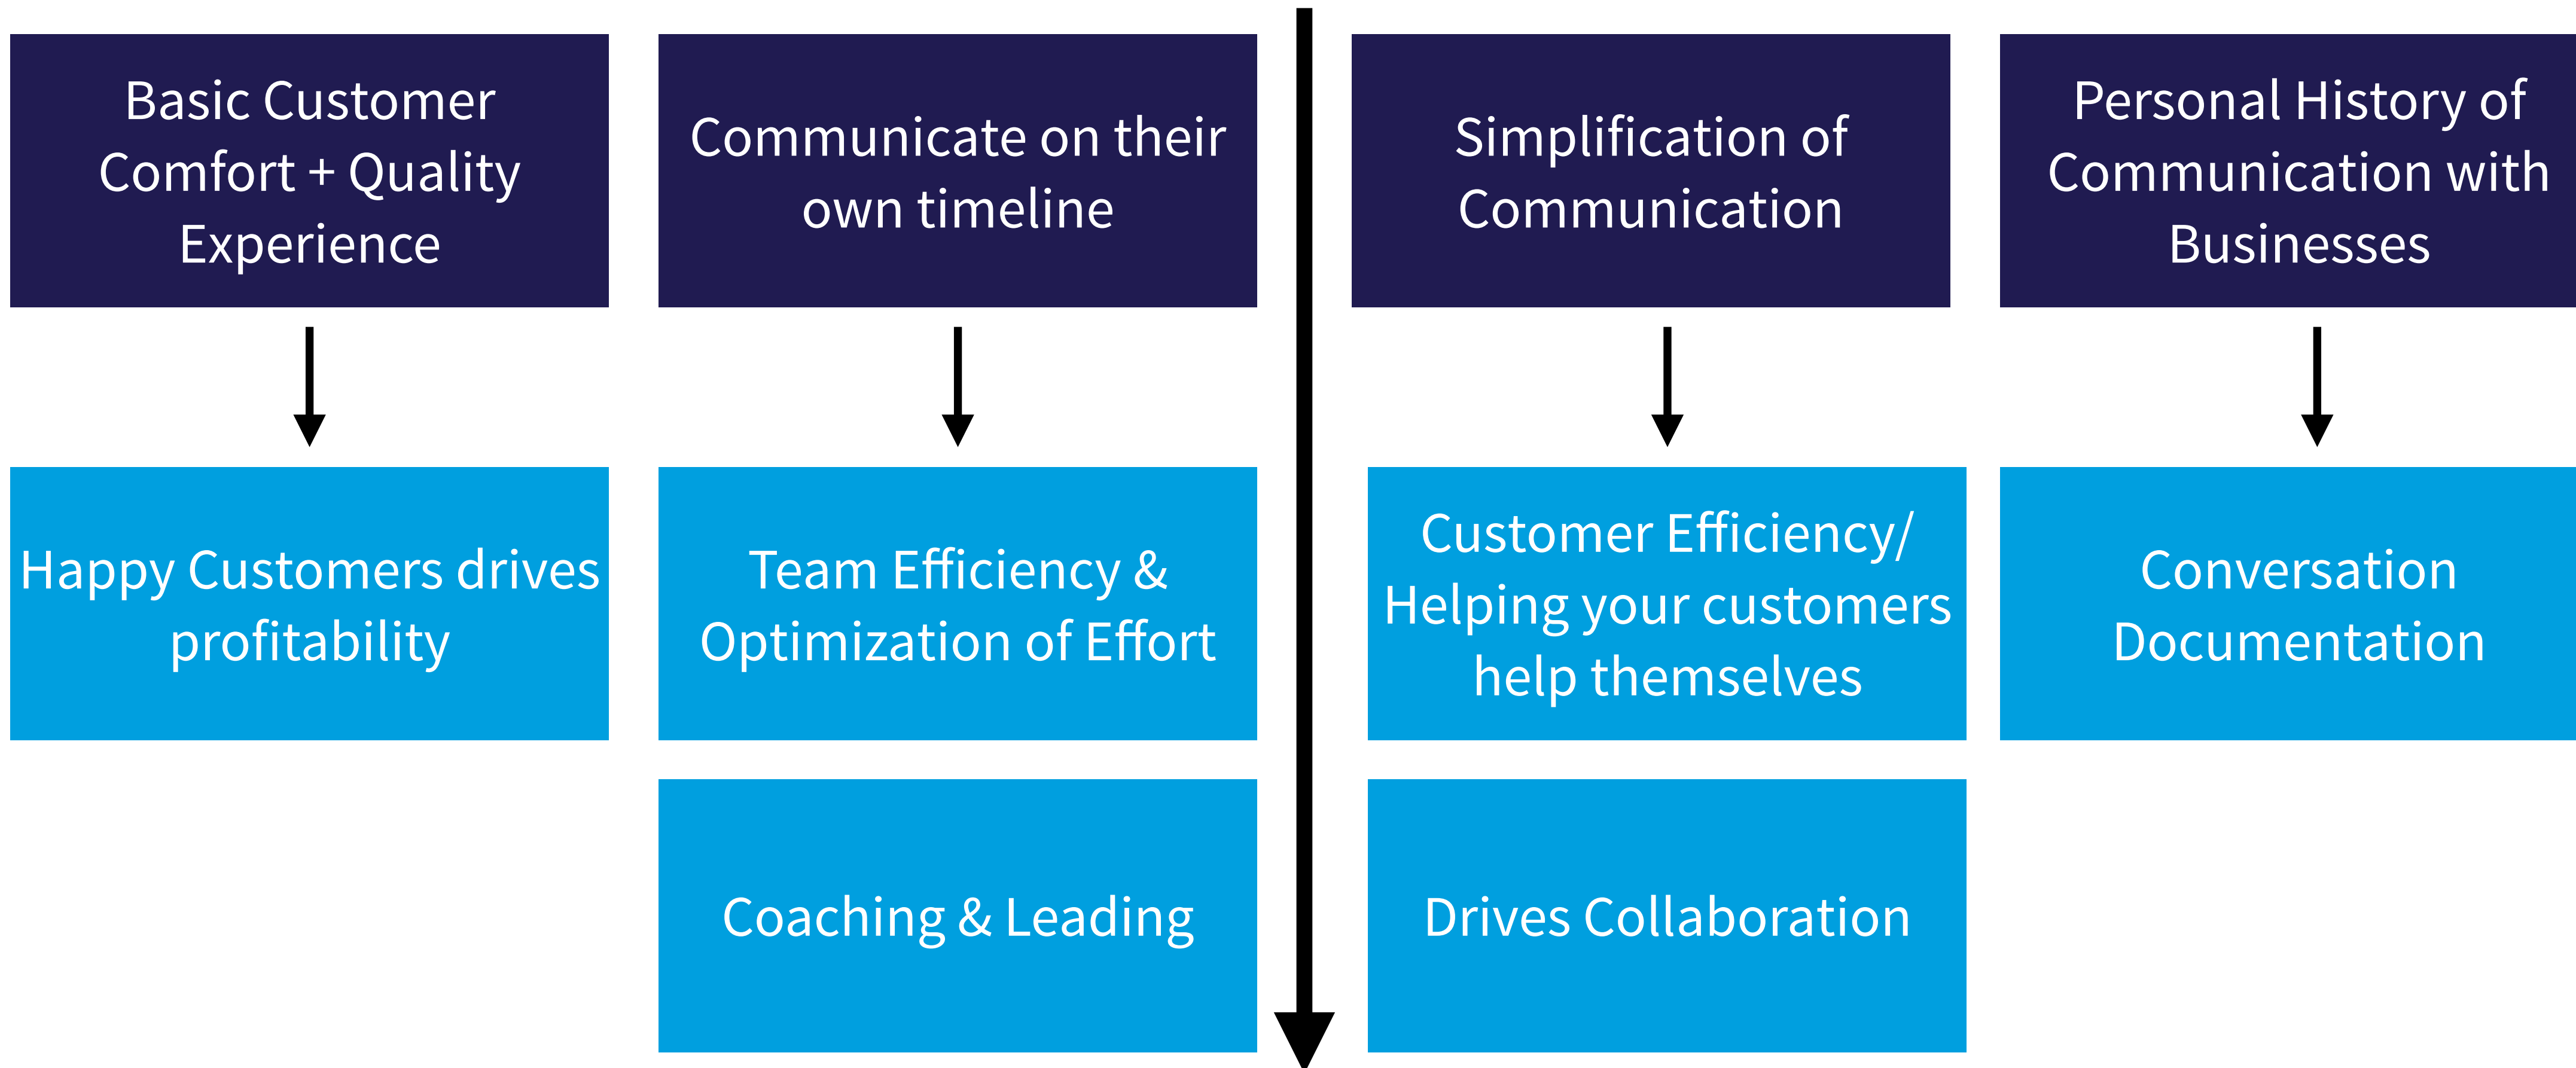 Basic Customer
Comfort + Quality
Experience
Communicate on their
own timeline
Simplification of
Communication
Personal History of
Communication with
Businesses
Happy Customers drives
profitability
Team Efficiency &
Optimization of Effort
Customer Efficiency/
Helping your customers
help themselves
Conversation
Documentation
Coaching & Leading
Drives Collaboration